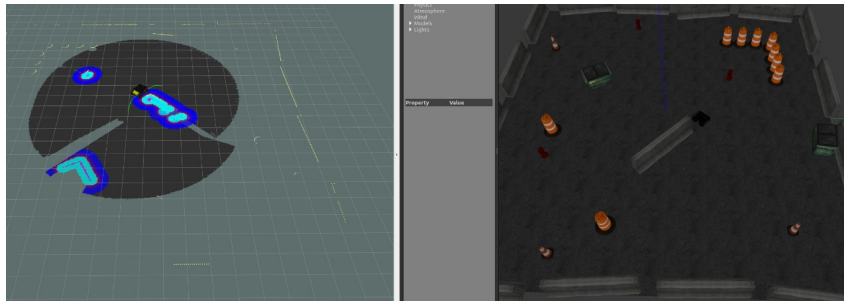 Physics
Atmosphere
Wind
Models
Lights
Property Value